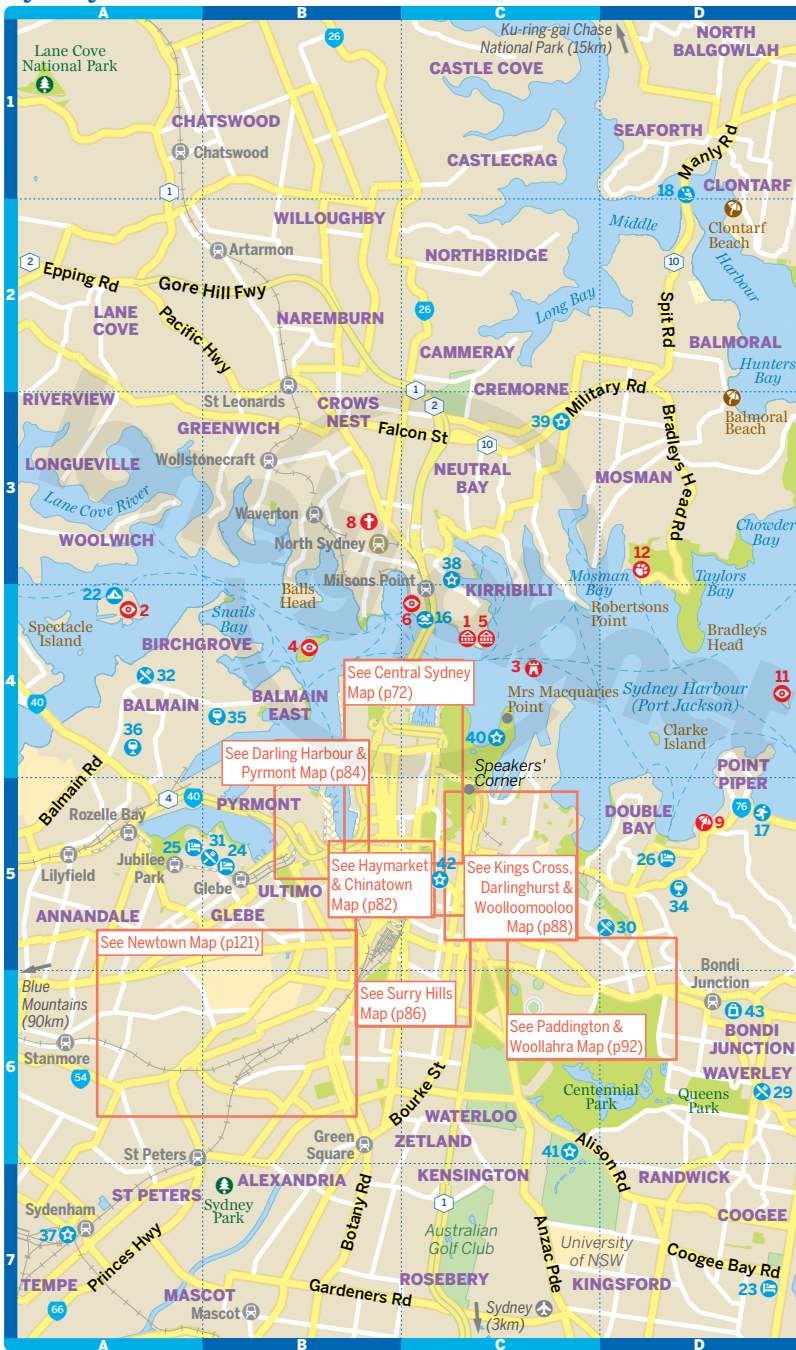 A
B
C
D
1
2
3
4
5
6
7
Lane Cove
National Park
26
Ku-ring-gai Chase
National Park (15km)
NORTH
BALGOWLAH
CASTLE COVE
CHATSWOOD
Chatswood
SEAFORTH
Manly Rd
CASTLECRAG
18
CLONTARF
1
WILLOUGHBY
Middle
Harbour
Clontarf
Beach
Artarmon
NORTHBRIDGE
2
Epping Rd
Gore Hill Fwy
10
LANE
COVE
Pacific Hwy
NAREMBURN
26
Long Bay
Spit Rd
BALMORAL
CAMMERAY
Hunters
Bay
RIVERVIEW
St Leonards
1
2
CREMORNE
Military Rd
CROWS
NEST
GREENWICH
Falcon St
39
10
Balmoral
Beach
LONGUEVILLE
Wollstonecraft
NEUTRAL
BAY
MOSMAN
Bradleys Head Rd
Lane Cove River
Waverton
8
North Sydney
Chowder
Bay
WOOLWICH
12
38
Milsons Point
KIRRIBILLI
Mosman
Bay
Taylors
Bay
22
2
Balls
Head
Snails
Bay
6
16
1
5
Robertsons
Point
Spectacle
Island
BIRCHGROVE
4
Bradleys
Head
3
11
32
See Central Sydney
Map (p72)
Mrs Macquaries
Point
Sydney Harbour
(Port Jackson)
40
BALMAIN
35
BALMAIN
EAST
36
40
Clarke
Island
See Darling Harbour &
Pyrmont Map (p84)
Speakers'
Corner
POINT
PIPER
Balmain Rd
4
40
PYRMONT
DOUBLE
BAY
76
Rozelle Bay
9
17
25
31
24
Lilyfield
Jubilee
Park
Glebe
See Haymarket
& Chinatown
Map (p82)
42
See Kings Cross,
Darlinghurst &
Woolloomooloo
Map (p88)
26
34
ULTIMO
ANNANDALE
GLEBE
30
See Newtown Map (p121)
Blue
Mountains
(90km)
See Surry Hills
Map (p86)
Bondi
Junction
43
See Paddington &
Woollahra Map (p92)
BONDI
JUNCTION
Stanmore
WAVERLEY
54
Bourke St
Centennial
Park
Queens
Park
29
WATERLOO
Green
Square
ZETLAND
41
Alison Rd
St Peters
KENSINGTON
RANDWICK
ST PETERS
ALEXANDRIA
Sydney
Park
1
COOGEE
Sydenham
37
Botany Rd
Australian
Golf Club
Anzac Pde
University
of NSW
Princes Hwy
Coogee Bay Rd
TEMPE
ROSEBERY
KINGSFORD
23
MASCOT
Gardeners Rd
66
Mascot
Sydney
(3km)
A
B
C
D